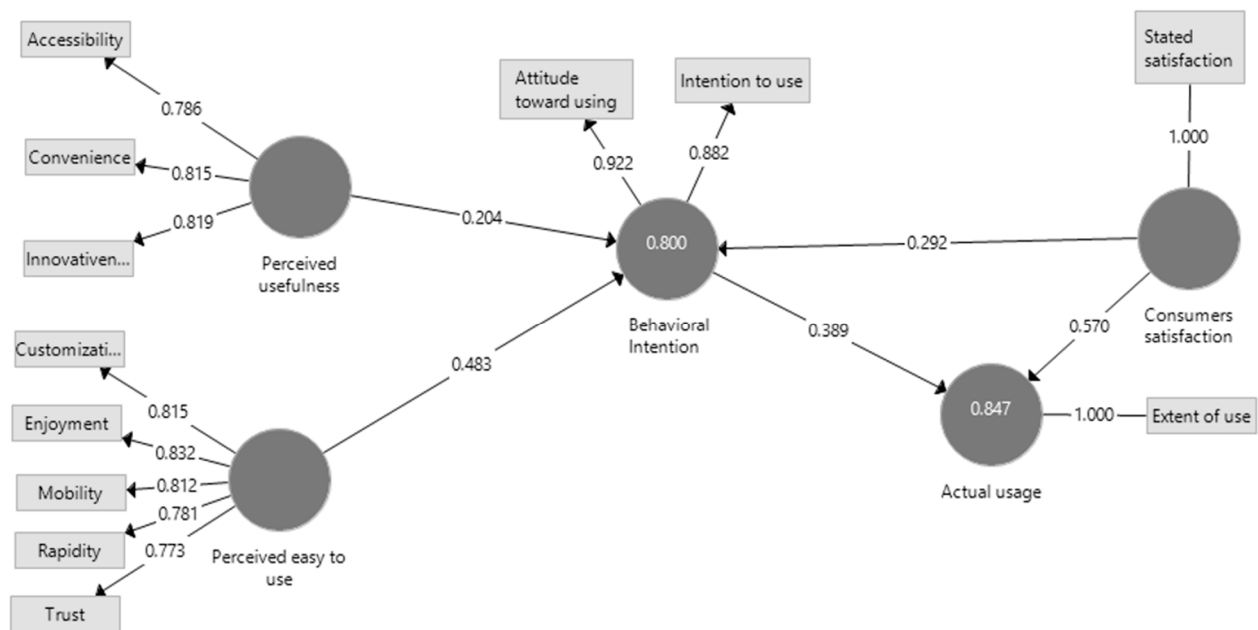 Accessibility
0.786
Convenience
0.815
0.819
Innovativen...
Perceived
usefulness
0.204
Customizati...
0.815
Enjoyment
0.832
Mobility
0.812
0.781
Rapidity
0.773
Trust
Perceived easy to
use
0.483
Attitude
toward using
0.922
Intention to use
0.882
0.800
Behavioral
Intention
0.292
0.389
Stated
satisfaction
1.000
Consumers
satisfaction
0.570
0.847
1.000
Extent of use
Actual usage